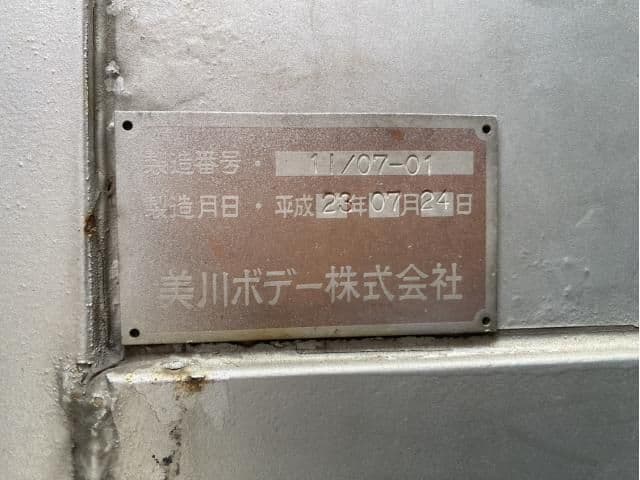 製造番号・ 11/07-01
製造月日・平成23年07月24日
美川ボデー株式会社